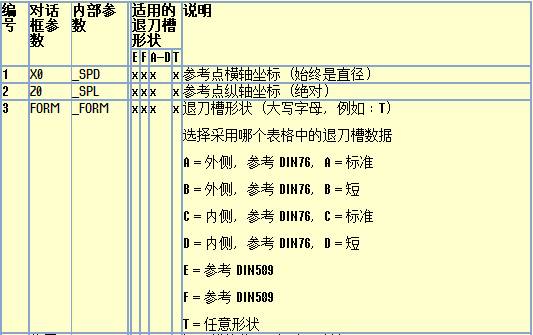 编号 对话框参数 内部参数 适用的退刀槽形状 说明
E F A-D T
1 X0 _SPD x x x x 参考点横轴坐标（始终是直径）
2 Z0 _SPL x x x x 参考点纵轴坐标（绝对）
3 FORM _FORM x x x x 退刀槽形状（大写字母，例如：T）
选择采用哪个表格中的退刀槽数据
A = 外侧，参考 DIN76，A = 标准
B = 外侧，参考 DIN76，B = 短
C = 内侧，参考 DIN76，C = 标准
D = 内侧，参考 DIN76，D = 短
E = 参考 DIN509
F = 参考 DIN509
T = 任意形状